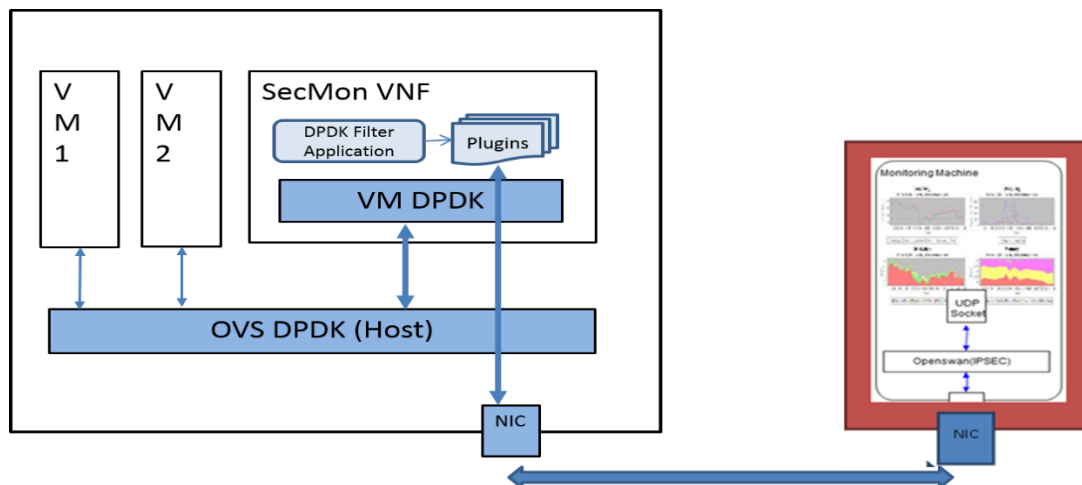 V
M
1
V
M
2
SecMon VNF
DPDK Filter
Application
Plugins
VM DPDK
OVS DPDK (Host)
NIC
Monitoring Machine
UDP
Socket
Openswan(IPSEC)
NIC